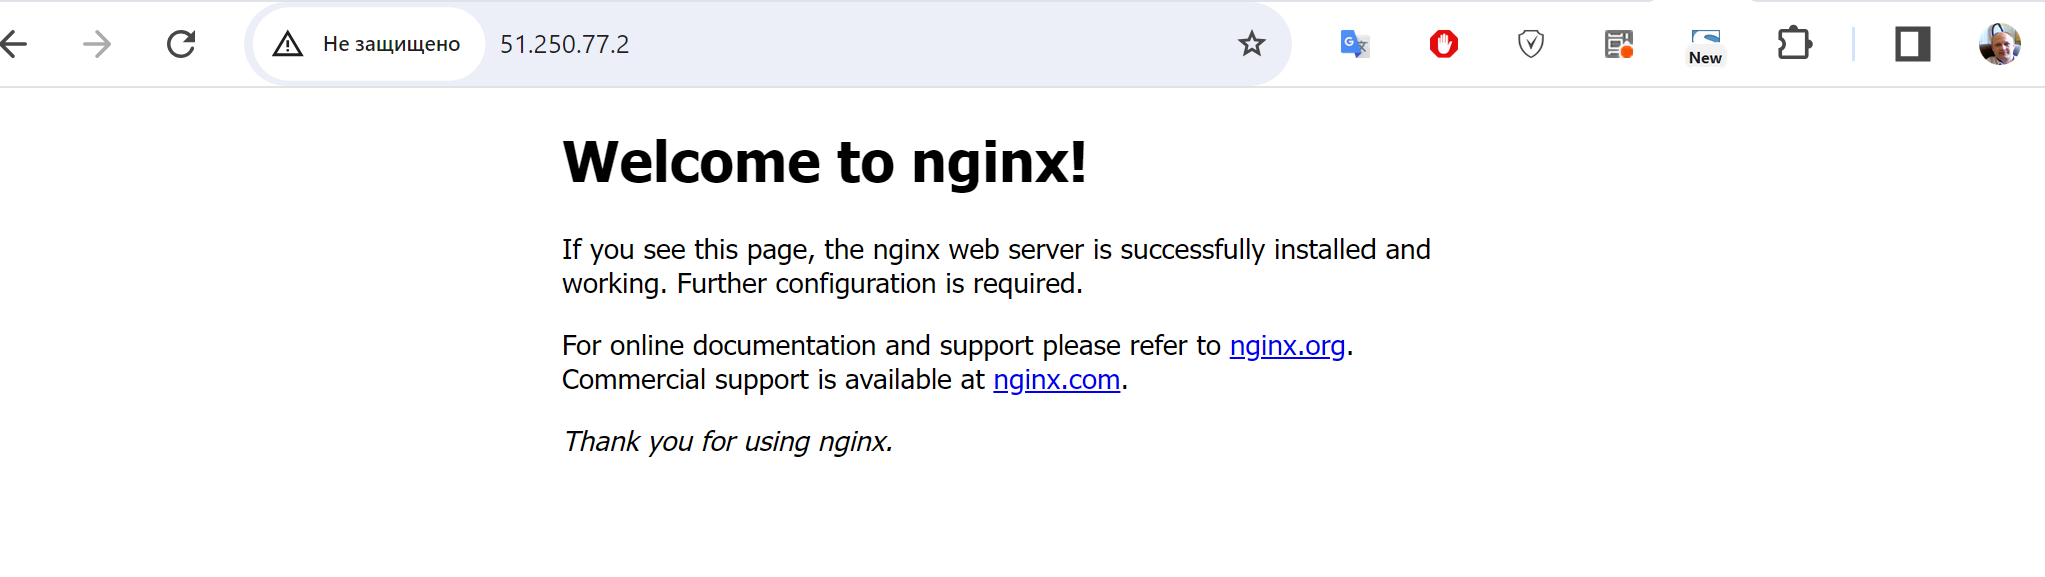 Не защищено 51.250.77.2
New
Welcome to nginx!
If you see this page, the nginx web server is successfully installed and
working. Further configuration is required.
For online documentation and support please refer to nginx.org.
Commercial support is available at nginx.com.
Thank you for using nginx.